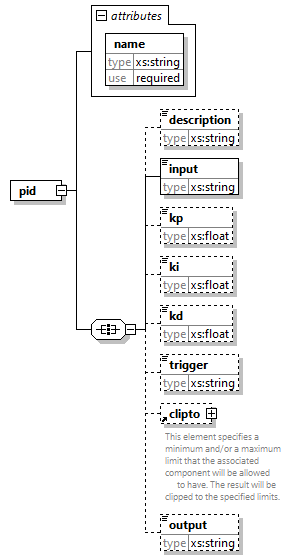 attributes
name
type xs:string
use required
description
type xs:string
input
type xs:string
pid
kp
type xs:float
ki
type xs:float
kd
type xs:float
trigger
type xs:string
clipto
This element specifies a
minimum and/or a maximum
limit that the associated
component will be allowed
to have. The result will be
clipped to the specified limits.
output
type xs:string